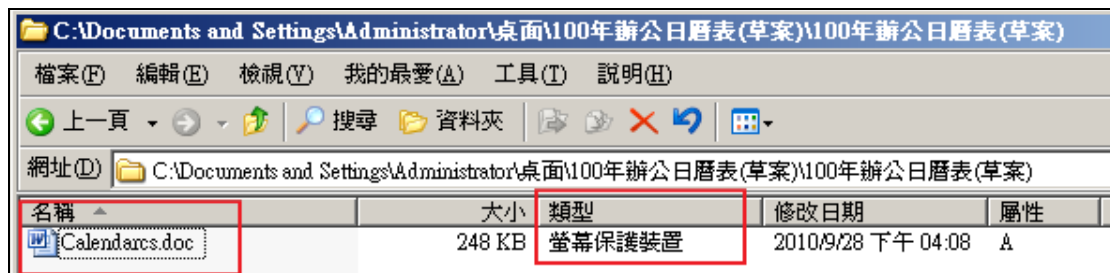 C:\Documents and Settings\Administrator\桌面\100年辦公日曆表(草案)\100年辦公日曆表(草案)
檔案(F) 編輯(E) 檢視(V) 我的最愛(A) 工具(T) 說明(H)
上一頁 搜尋 資料夾
網址(D) C:\Documents and Settings\Administrator\桌面\100年辦公日曆表(草案)\100年辦公日曆表(草案)
名稱 大小 類型 修改日期 屬性
Calendarcs.doc 248 KB 螢幕保護裝置 2010/9/28 下午 04:08 A